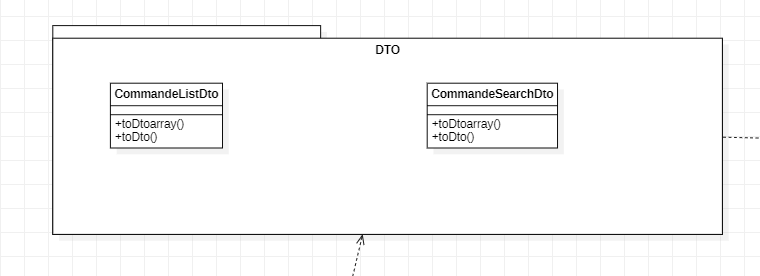 DTO
CommandeListDto
+toDtoarray()
+toDto()
CommandeSearchDto
+toDtoarray()
+toDto()